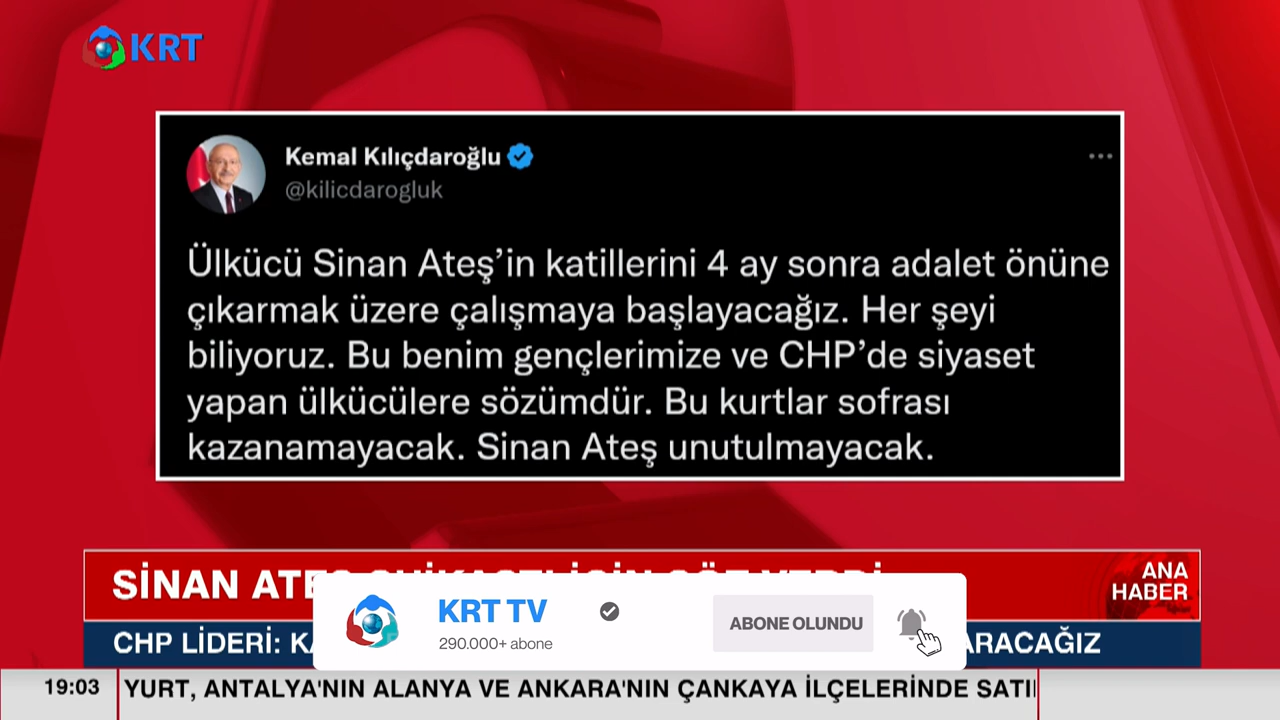 KRT
Kemal Kılıçdaroğlu
@kilicdarogluk
Ülkücü Sinan Ateş’in katillerini 4 ay sonra adalet önüne
çıkarmak üzere çalışmaya başlayacağız. Her şeyi
biliyoruz. Bu benim gençlerimize ve CHP’de siyaset
yapan ülkücülere sözümdür. Bu kurtlar sofrası
kazanamayacak. Sinan Ateş unutulmayacak.
SİNAN
ANA
HABER
KRT TV
290.000+ abone
ABONE OLUNDU
CHP LİDERİ:
19:03 YURT, ANTALYA'NIN ALANYA VE ANKARA'NIN ÇANKAYA İLÇELERİNDE